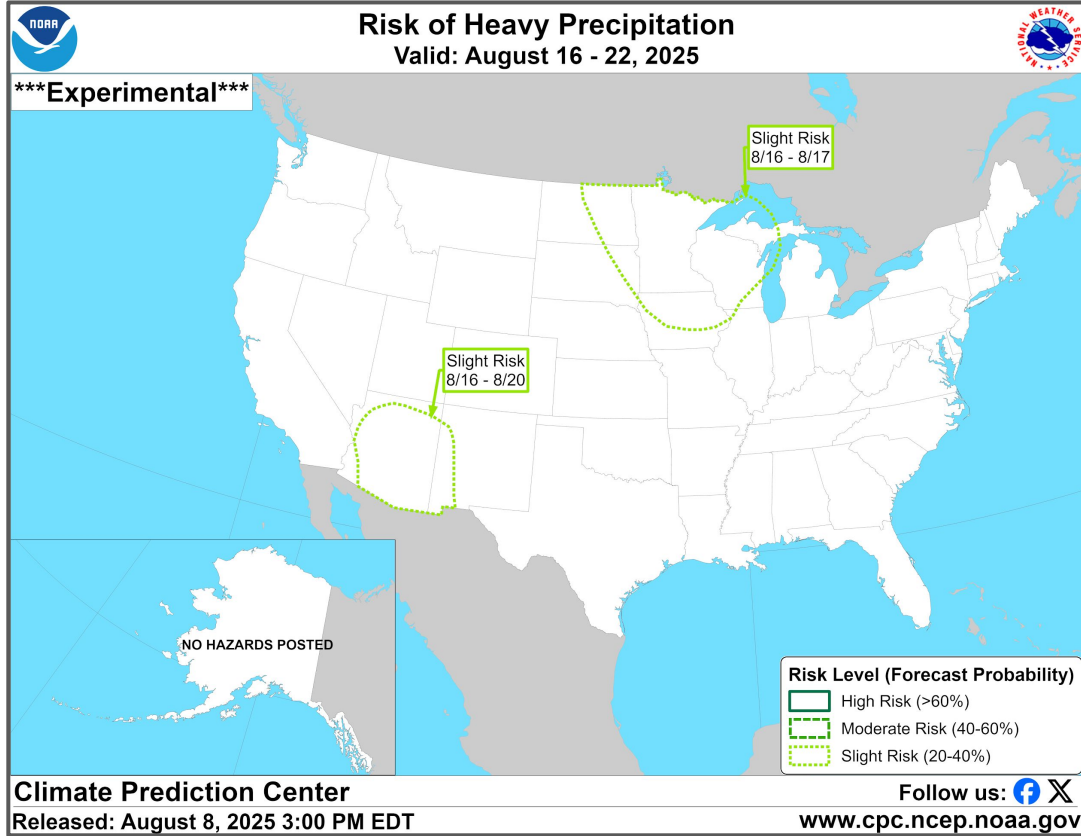 NOAA
Risk of Heavy Precipitation
Valid: August 16 - 22, 2025
NATIONAL WEATHER SERVICE
***Experimental***
Slight Risk
8/16 - 8/17
Slight Risk
8/16 - 8/20
NO HAZARDS POSTED
Risk Level (Forecast Probability)
High Risk (>60%)
Moderate Risk (40-60%)
Slight Risk (20-40%)
Climate Prediction Center
Follow us:
Released: August 8, 2025 3:00 PM EDT
www.cpc.ncep.noaa.gov